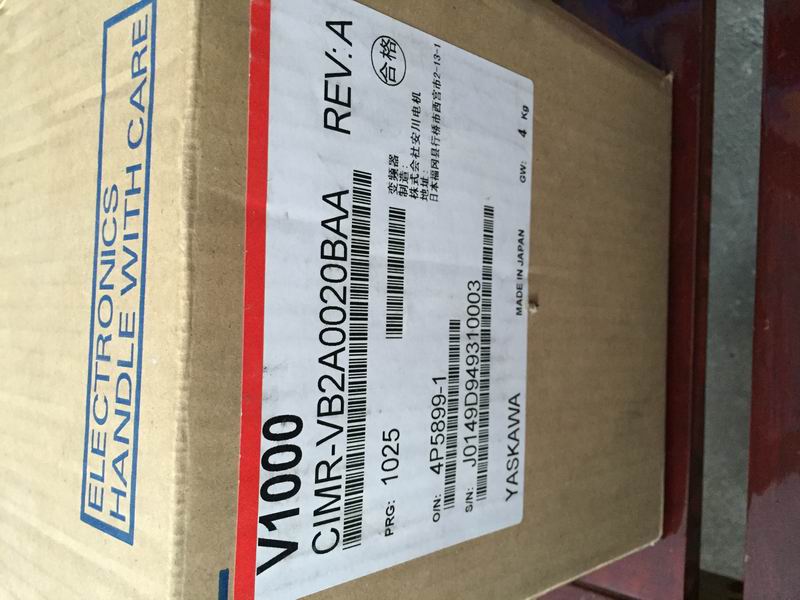 ELECTRONICS
HANDLE WITH CARE
V1000
CIMR-VB2A0020BAA REV: A
PRG: 1025
合格
变频器
制造:
株式会社安川电机
地址:
日本福冈县行桥市西宫市2-13-1
O/N: 4P5899-1
S/N: J0149D949310003
YASKAWA MADE IN JAPAN GW: 4 Kg